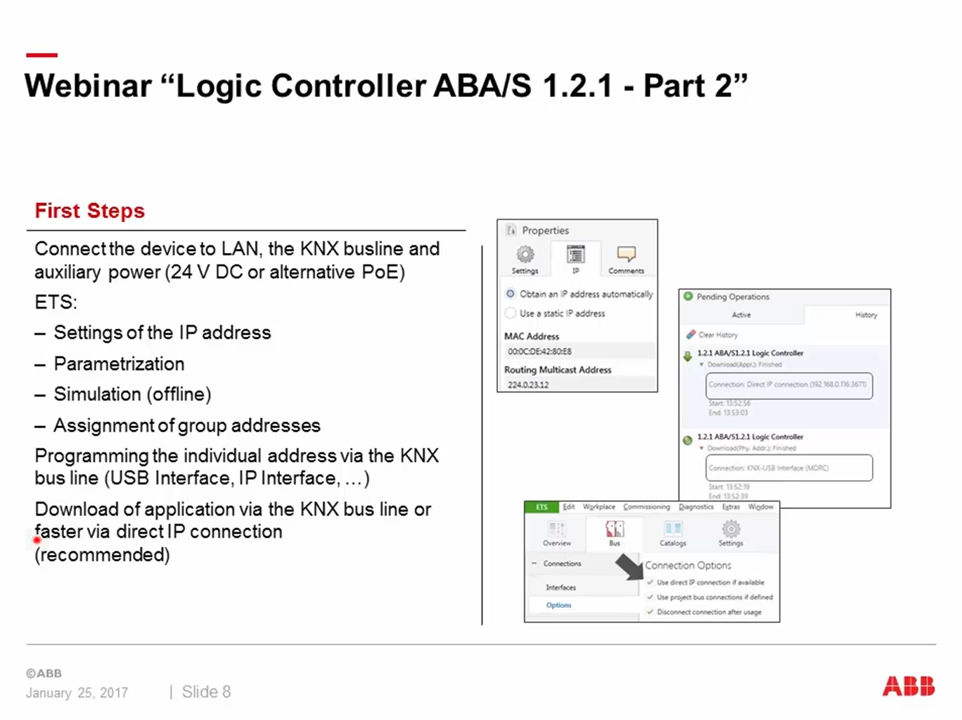 Webinar “Logic Controller ABA/S 1.2.1 - Part 2”
First Steps
Connect the device to LAN, the KNX busline and
auxiliary power (24 V DC or alternative PoE)
ETS:
– Settings of the IP address
– Parametrization
– Simulation (offline)
– Assignment of group addresses
Programming the individual address via the KNX
bus line (USB Interface, IP Interface, …)
Download of application via the KNX bus line or
faster via direct IP connection
(recommended)
Properties
Settings IP Comments
Obtain an IP address automatically
Use a static IP address
MAC Address
00:0C:DE:42:80:E8
Routing Multicast Address
224.0.23.12
Pending Operations
Active History
Clear History
1.2.1 ABA/S1.2.1 Logic Controller
Download(Appl.): Finished
Connection: Direct IP connection (192.168.0.116:3671)
Start: 13:52:56
End: 13:53:03
1.2.1 ABA/S1.2.1 Logic Controller
Download(Phy. Addr.): Finished
Connection: KNX-USB Interface (MDRC)
Start: 13:52:19
End: 13:52:39
ETS Edit Workplace Commissioning Diagnostics Extras Window
Overview Bus Catalogs Settings
– Connections
Interfaces
Options
Connection Options
Use direct IP connection if available
Use project bus connections if defined
Disconnect connection after usage
©ABB
January 25, 2017 | Slide 8
ABB